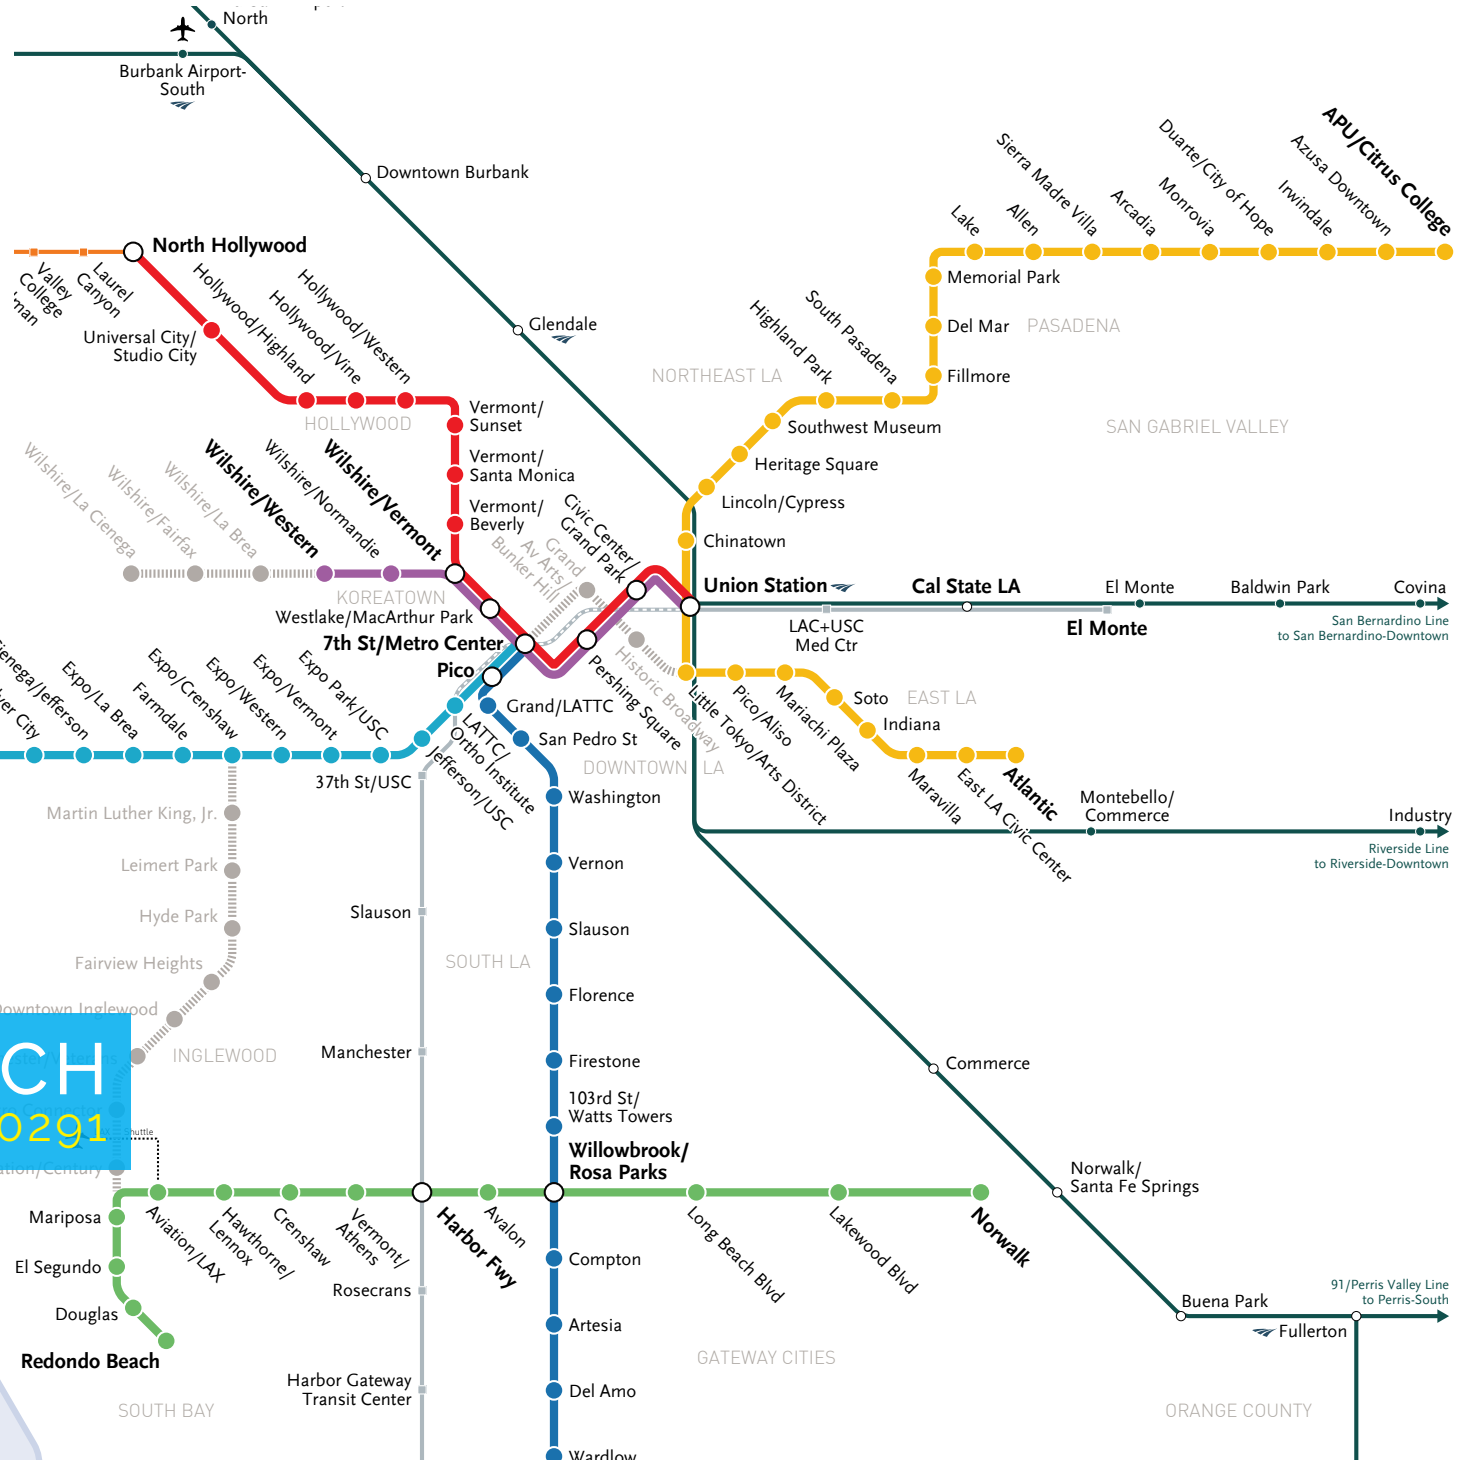 North
Burbank Airport-
South
Downtown Burbank
Glendale
North Hollywood
Valley
College
Laurel
Canyon
Universal City/
Studio City
Hollywood/Highland
Hollywood/Vine
Hollywood/Western
HOLLYWOOD
Vermont/
Sunset
Vermont/
Santa Monica
Vermont/
Beverly
Wilshire/La Cienega
Wilshire/Fairfax
Wilshire/La Brea
Wilshire/Western
Wilshire/Normandie
Wilshire/Vermont
KOREATOWN
Westlake/MacArthur Park
7th St/Metro Center
Pico
Grand
Av Arts/
Bunker Hill
Civic Center/
Grand Park
Historic Broadway
Pershing Square
DOWNTOWN LA
APU/Citrus College
Azusa Downtown
Irwindale
Duarte/City of Hope
Monrovia
Arcadia
Sierra Madre Villa
Allen
Lake
Memorial Park
Del Mar
PASADENA
Fillmore
South Pasadena
Highland Park
NORTHEAST LA
SAN GABRIEL VALLEY
Southwest Museum
Heritage Square
Lincoln/Cypress
Chinatown
Union Station
Cal State LA
LAC+USC
Med Ctr
El Monte
El Monte
Baldwin Park
Covina
San Bernardino Line
to San Bernardino-Downtown
Little Tokyo/Arts District
Pico/Aliso
Mariachi Plaza
Soto
EAST LA
Indiana
Maravilla
East LA Civic Center
Atlantic
Montebello/
Commerce
Industry
Riverside Line
to Riverside-Downtown
Expo/La Brea
Farmdale
Expo/Crenshaw
Expo/Western
Expo/Vermont
Expo Park/USC
Jefferson/USC
LATTC/
Ortho Institute
37th St/USC
Grand/LATTC
San Pedro St
Washington
Vernon
Slauson
Florence
Firestone
103rd St/
Watts Towers
Willowbrook/
Rosa Parks
Compton
Artesia
Del Amo
Wardlow
SOUTH LA
Slauson
Manchester
Harbor Fwy
Rosecrans
Harbor Gateway
Transit Center
Martin Luther King, Jr.
Leimert Park
Hyde Park
Fairview Heights
Downtown Inglewood
INGLEWOOD
CH
0291
Shuttle
Mariposa
El Segundo
Douglas
Redondo Beach
SOUTH BAY
Aviation/LAX
Hawthorne/
Lennox
Crenshaw
Vermont/
Athens
Avalon
Long Beach Blvd
Lakewood Blvd
Norwalk
GATEWAY CITIES
Commerce
Norwalk/
Santa Fe Springs
Buena Park
Fullerton
91/Perris Valley Line
to Perris-South
ORANGE COUNTY